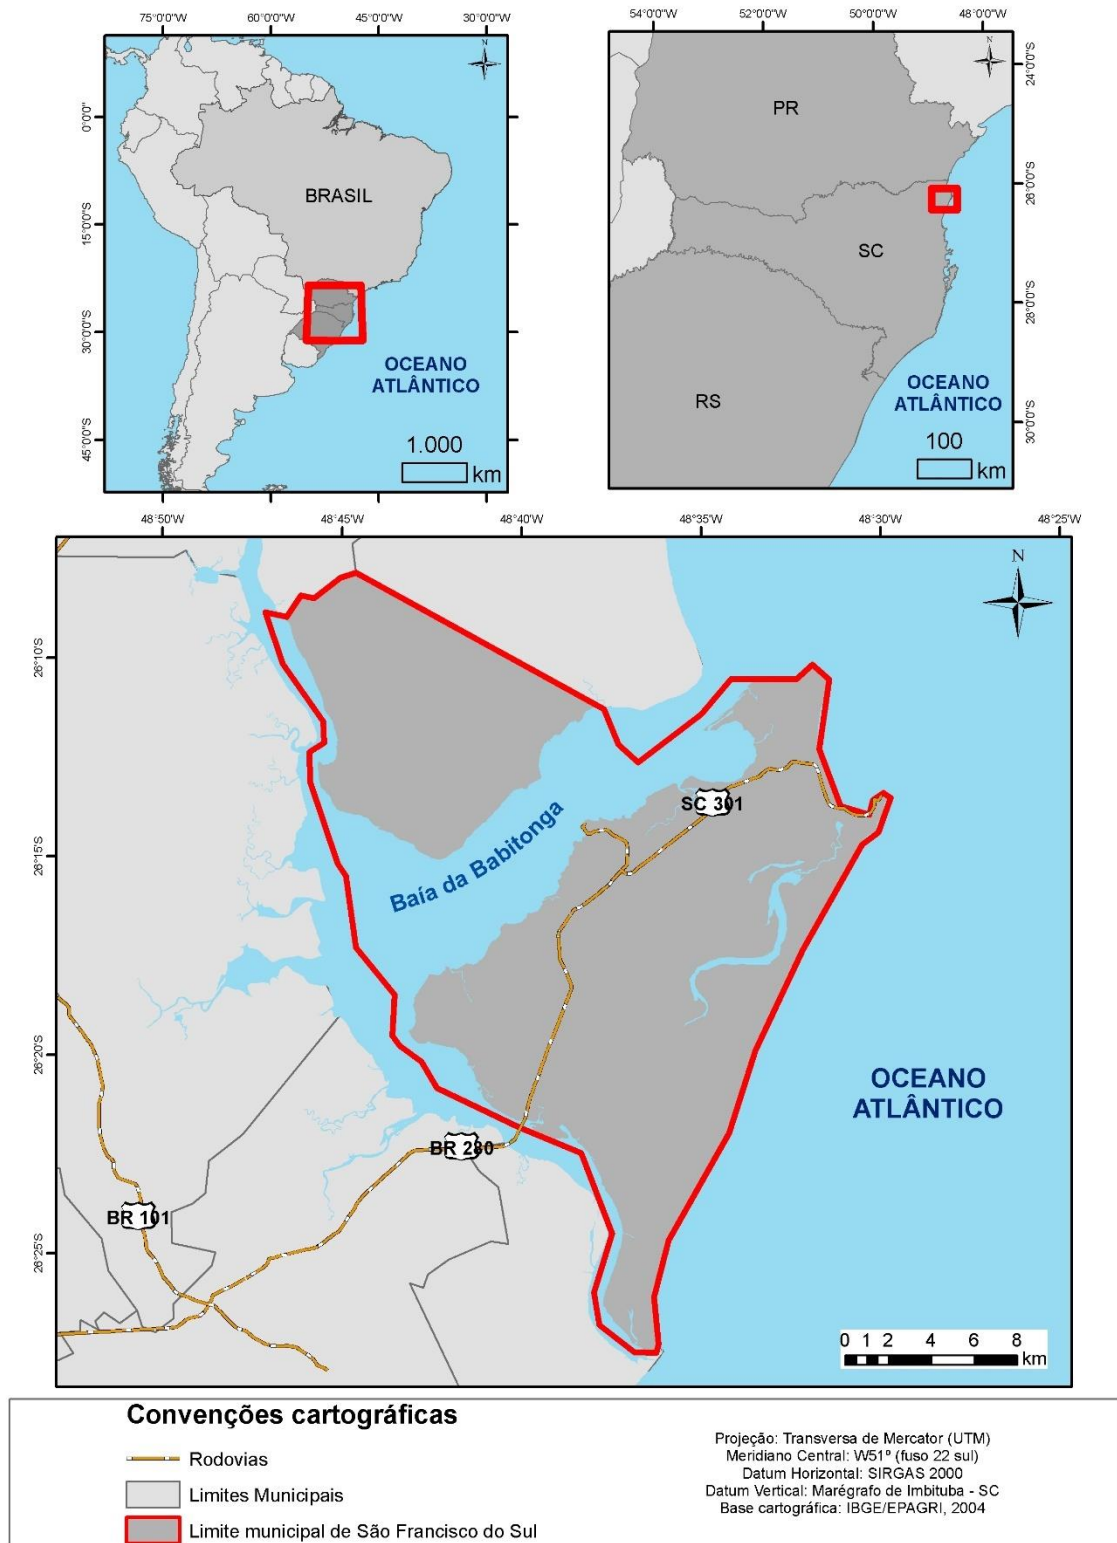 75°0'0"W
45°0'0"W
30°0'0"W
N
0°0'0"
15°0'0"S
30°0'0"S
45°0'0"S
BRASIL
OCEANO
ATLÂNTICO
1.000
km
54°0'0"W
52°0'0"W
50°0'0"W
48°0'0"W
N
24°0'0"S
26°0'0"S
28°0'0"S
30°0'0"S
PR
SC
RS
OCEANO
ATLÂNTICO
100
km
48°50'W
48°45'W
48°40'W
48°35'W
48°30'W
48°25'W
N
26°10'S
26°15'S
26°20'S
26°25'S
SC 301
Baía da Babitonga
OCEANO
ATLÂNTICO
BR 280
BR 101
0 1 2 4 6 8
km
Convenções cartográficas
Rodovias
Limites Municipais
Limite municipal de São Francisco do Sul
Projeção: Transversa de Mercator (UTM)
Meridiano Central: W51º (fuso 22 sul)
Datum Horizontal: SIRGAS 2000
Datum Vertical: Marégrafo de Imbituba - SC
Base cartográfica: IBGE/EPAGRI, 2004